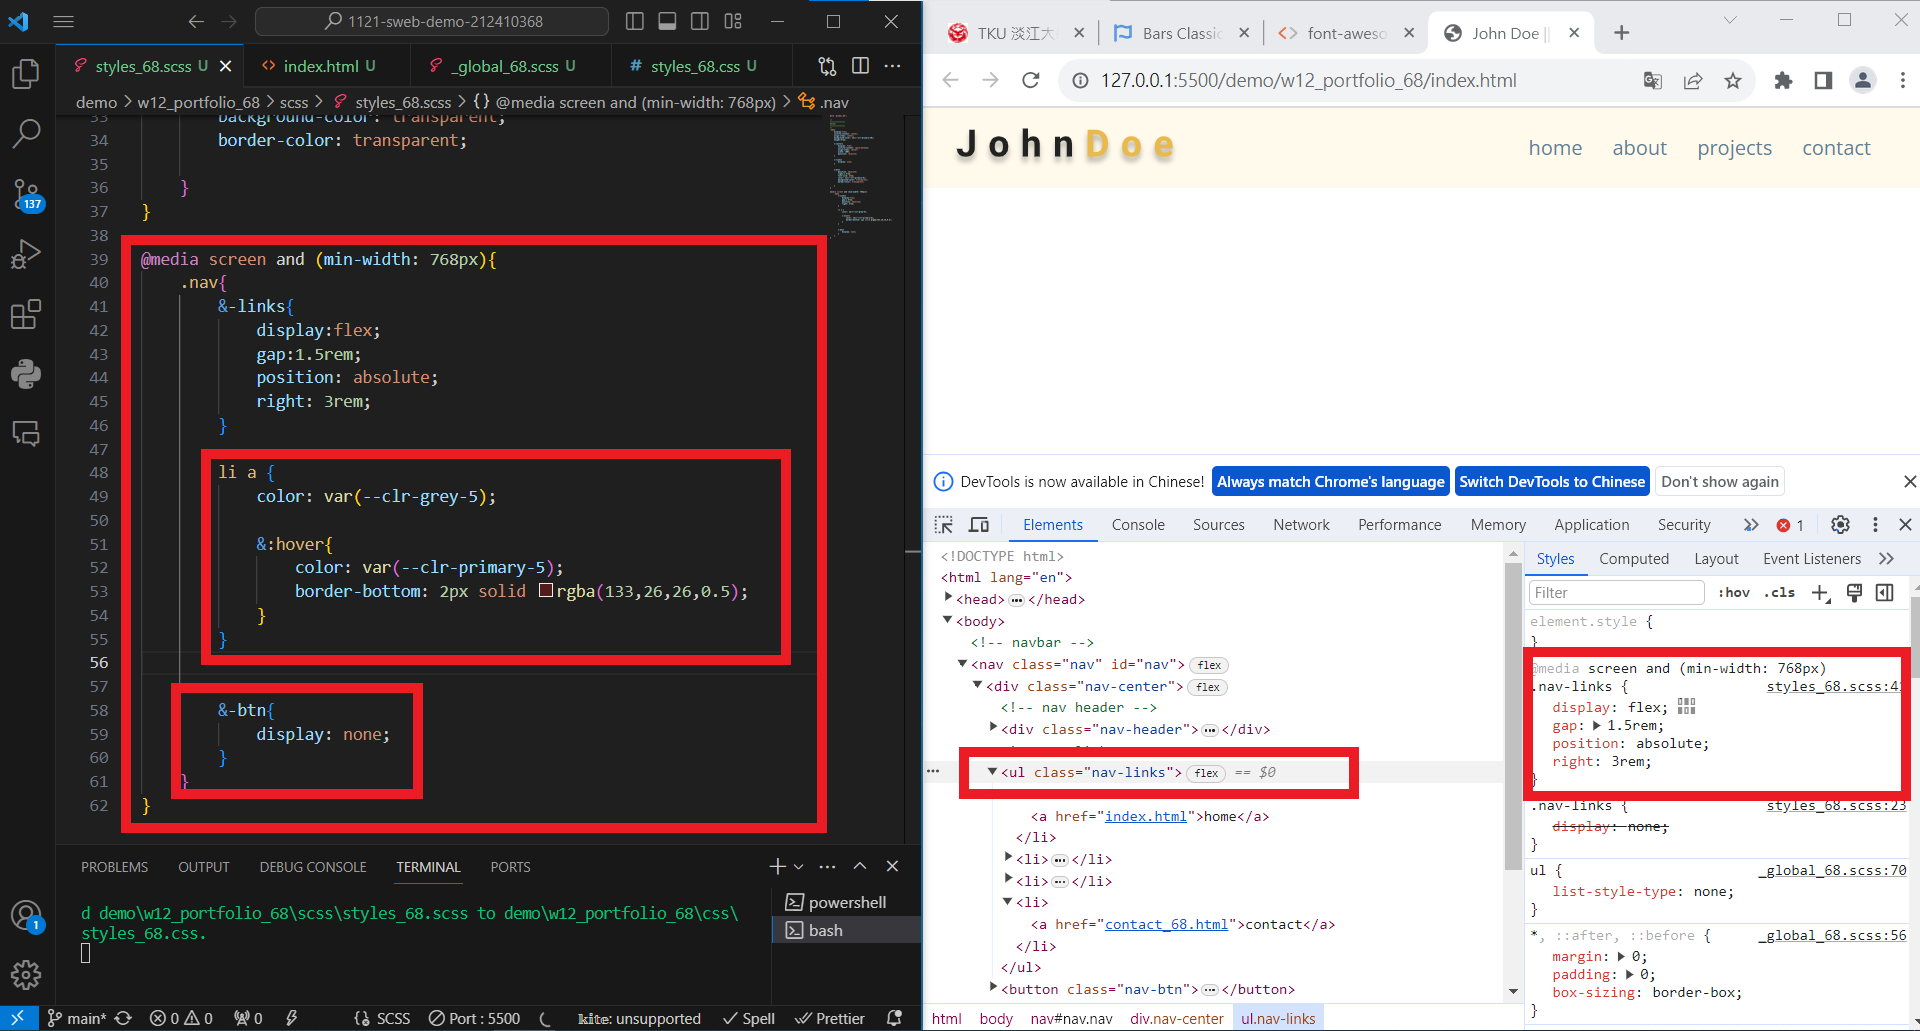 1121-sweb-demo-212410368
styles_68.scss U
index.html U
_global_68.scss U
styles_68.css U
demo > w12_portfolio_68 > scss > styles_68.scss > {} @media screen and (min-width: 768px) > .nav
33 background-color: transparent;
34 border-color: transparent;
35
36 }
37 }
38
39 @media screen and (min-width: 768px){
40 .nav{
41 &-links{
42 display:flex;
43 gap:1.5rem;
44 position: absolute;
45 right: 3rem;
46 }
47
48 li a {
49 color: var(--clr-grey-5);
50
51 &:hover{
52 color: var(--clr-primary-5);
53 border-bottom: 2px solid rgba(133,26,26,0.5);
54 }
55 }
56
57
58 &-btn{
59 display: none;
60 }
61 }
62 }
137
PROBLEMS OUTPUT DEBUG CONSOLE TERMINAL PORTS
d demo\w12_portfolio_68\scss\styles_68.scss to demo\w12_portfolio_68\css\
styles_68.css.
powershell
bash
1
main* 0 0 0 {} SCSS Port : 5500 kite: unsupported Spell Prettier
TKU 淡江大
Bars Classic
font-aweso
John Doe ||
127.0.0.1:5500/demo/w12_portfolio_68/index.html
JohnDoe
home about projects contact
DevTools is now available in Chinese! Always match Chrome's language Switch DevTools to Chinese Don't show again
Elements Console Sources Network Performance Memory Application Security 1
<!DOCTYPE html>
<html lang="en">
<head> </head>
<body>
<!-- navbar -->
<nav class="nav" id="nav"> flex
<div class="nav-center"> flex
<!-- nav header -->
<div class="nav-header"> </div>
<ul class="nav-links"> flex == $0
<a href="index.html">home</a>
</li>
<li> </li>
<li> </li>
<li>
<a href="contact_68.html">contact</a>
</li>
</ul>
<button class="nav-btn"> </button>
html body nav#nav.nav div.nav-center ul.nav-links
Styles Computed Layout Event Listeners
Filter :hov .cls
element.style {
}
@media screen and (min-width: 768px)
.nav-links { styles_68.scss:41
display: flex;
gap: 1.5rem;
position: absolute;
right: 3rem;
}
.nav-links { styles_68.scss:23
display: none;
}
ul { _global_68.scss:70
list-style-type: none;
}
*, ::after, ::before { _global_68.scss:56
margin: 0;
padding: 0;
box-sizing: border-box;
}